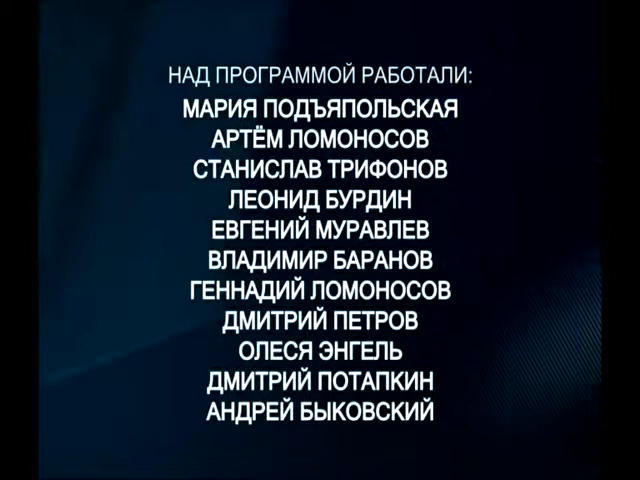 НАД ПРОГРАММОЙ РАБОТАЛИ:
МАРИЯ ПОДЪЯПОЛЬСКАЯ
АРТЁМ ЛОМОНОСОВ
СТАНИСЛАВ ТРИФОНОВ
ЛЕОНИД БУРДИН
ЕВГЕНИЙ МУРАВЛЕВ
ВЛАДИМИР БАРАНОВ
ГЕННАДИЙ ЛОМОНОСОВ
ДМИТРИЙ ПЕТРОВ
ОЛЕСЯ ЭНГЕЛЬ
ДМИТРИЙ ПОТАПКИН
АНДРЕЙ БЫКОВСКИЙ